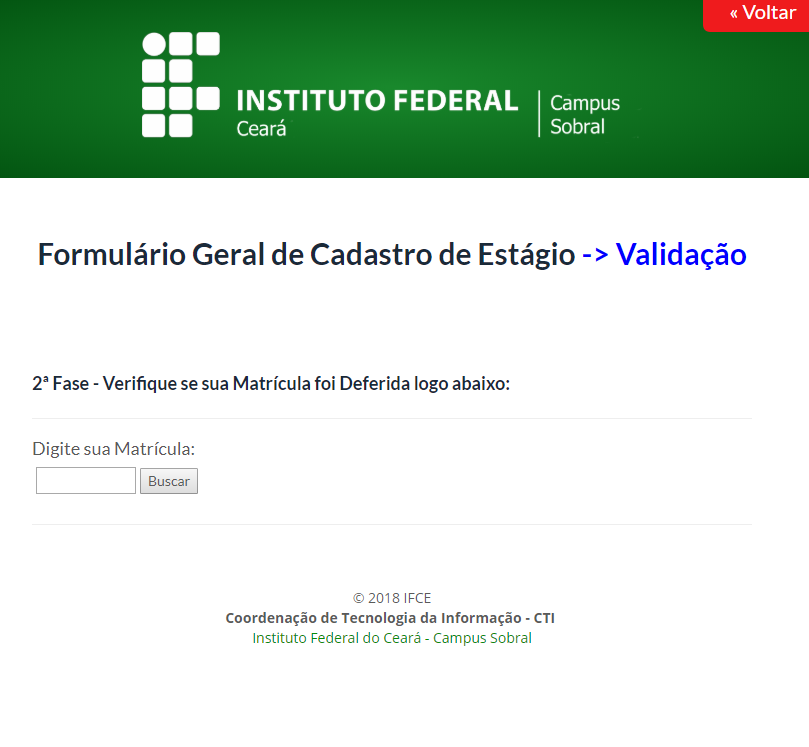 « Voltar
INSTITUTO FEDERAL
Ceará
Campus
Sobral
Formulário Geral de Cadastro de Estágio -> Validação
2ª Fase - Verifique se sua Matrícula foi Deferida logo abaixo:
Digite sua Matrícula:
Buscar
© 2018 IFCE
Coordenação de Tecnologia da Informação - CTI
Instituto Federal do Ceará - Campus Sobral